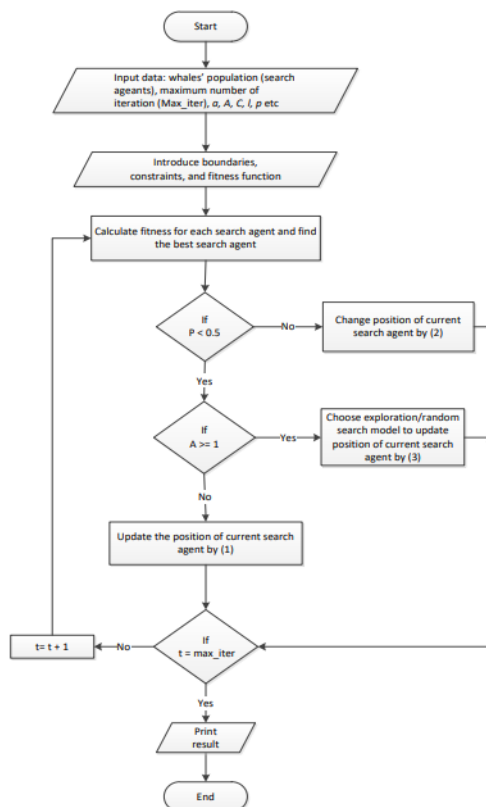 Start
Input data: whales' population (search
ageants), maximum number of
iteration (Max_iter), a, A, C, l, p etc
Introduce boundaries,
constraints, and fitness function
Calculate fitness for each search agent and find
the best search agent
If
P < 0.5
No
Change position of current
search agent by (2)
Yes
If
A >= 1
Yes
Choose exploration/random
search model to update
position of current search
agent by (3)
No
Update the position of current search
agent by (1)
If
t = max_iter
No
t= t + 1
Yes
Print
result
End